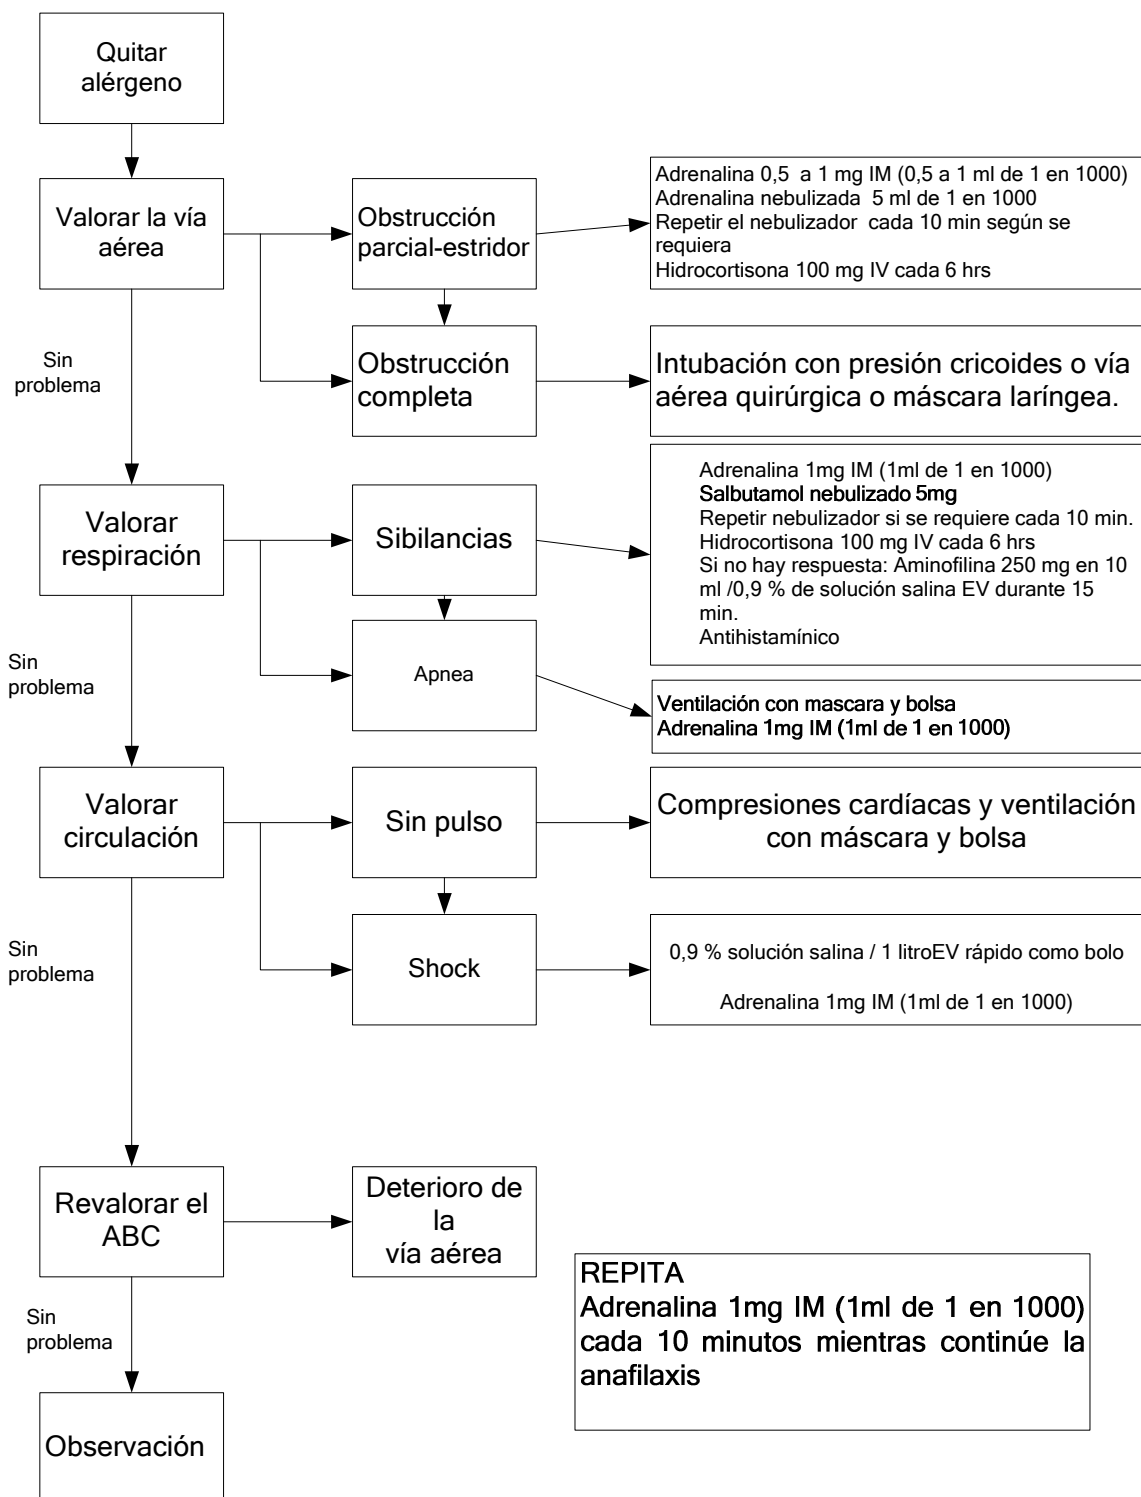 Quitar
alérgeno
Valorar la vía
aérea
Obstrucción
parcial-estridor
Adrenalina 0,5 a 1 mg IM (0,5 a 1 ml de 1 en 1000)
Adrenalina nebulizada 5 ml de 1 en 1000
Repetir el nebulizador cada 10 min según se
requiera
Hidrocortisona 100 mg IV cada 6 hrs
Sin
problema
Obstrucción
completa
Intubación con presión cricoides o vía
aérea quirúrgica o máscara laríngea.
Valorar
respiración
Sibilancias
Adrenalina 1mg IM (1ml de 1 en 1000)
Salbutamol nebulizado 5mg
Repetir nebulizador si se requiere cada 10 min.
Hidrocortisona 100 mg IV cada 6 hrs
Si no hay respuesta: Aminofilina 250 mg en 10
ml /0,9 % de solución salina EV durante 15
min.
Antihistamínico
Sin
problema
Apnea
Ventilación con mascara y bolsa
Adrenalina 1mg IM (1ml de 1 en 1000)
Valorar
circulación
Sin pulso
Compresiones cardíacas y ventilación
con máscara y bolsa
Sin
problema
Shock
0,9 % solución salina / 1 litroEV rápido como bolo
Adrenalina 1mg IM (1ml de 1 en 1000)
Revalorar el
ABC
Deterioro de
la
vía aérea
Sin
problema
REPITA
Adrenalina 1mg IM (1ml de 1 en 1000)
cada 10 minutos mientras continúe la
anafilaxis
Observación